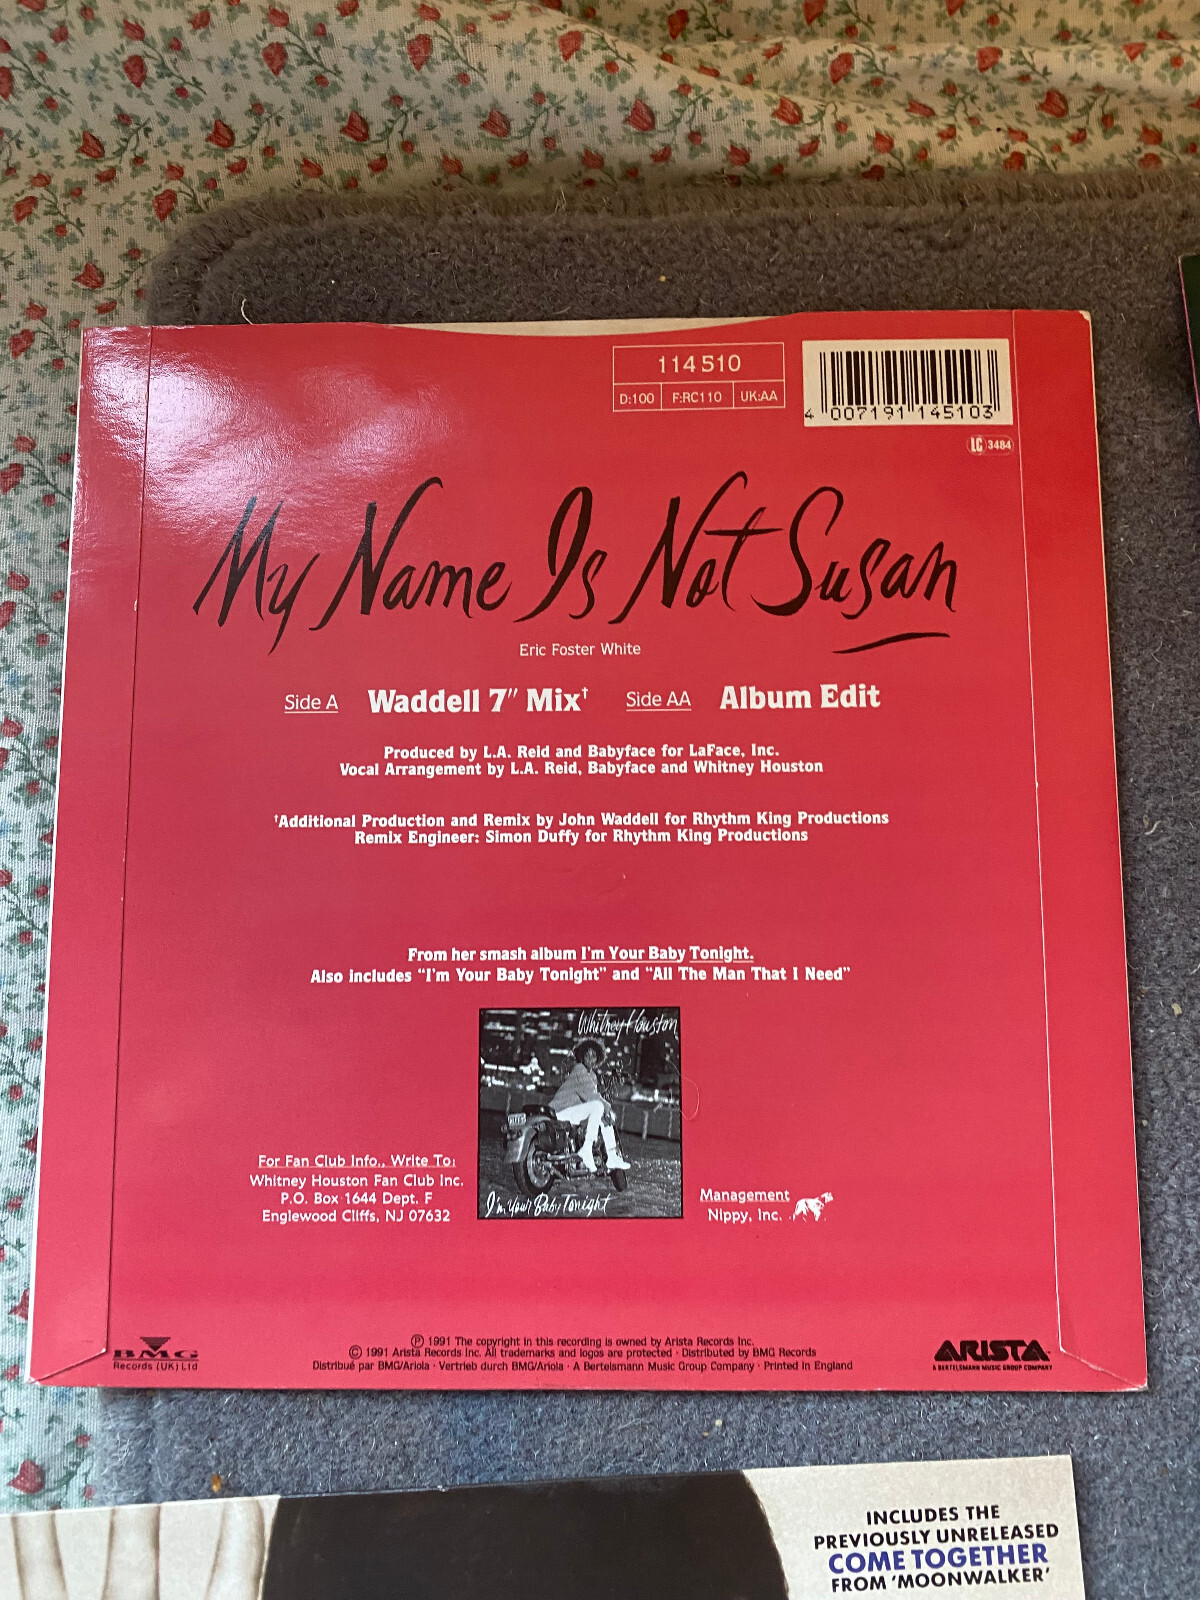 114 510
D:100 F:RC110 UK:AA
4 007191 145103
LC 3484
My Name Is Not Susan
Eric Foster White
Side A Waddell 7" Mix† Side AA Album Edit
Produced by L.A. Reid and Babyface for LaFace, Inc.
Vocal Arrangement by L.A. Reid, Babyface and Whitney Houston
†Additional Production and Remix by John Waddell for Rhythm King Productions
Remix Engineer: Simon Duffy for Rhythm King Productions
From her smash album I'm Your Baby Tonight.
Also includes "I'm Your Baby Tonight" and "All The Man That I Need"
Whitney Houston
I'm Your Baby Tonight
For Fan Club Info., Write To:
Whitney Houston Fan Club Inc.
P.O. Box 1644 Dept. F
Englewood Cliffs, NJ 07632
Management
Nippy, Inc.
BMG
Records (UK) Ltd
Ⓟ 1991 The copyright in this recording is owned by Arista Records Inc.
© 1991 Arista Records Inc. All trademarks and logos are protected · Distributed by BMG Records
Distribué par BMG/Ariola · Vertrieb durch BMG/Ariola · A Bertelsmann Music Group Company · Printed in England
ARISTA
A BERTELSMANN MUSIC GROUP COMPANY
INCLUDES THE
PREVIOUSLY UNRELEASED
COME TOGETHER
FROM 'MOONWALKER'